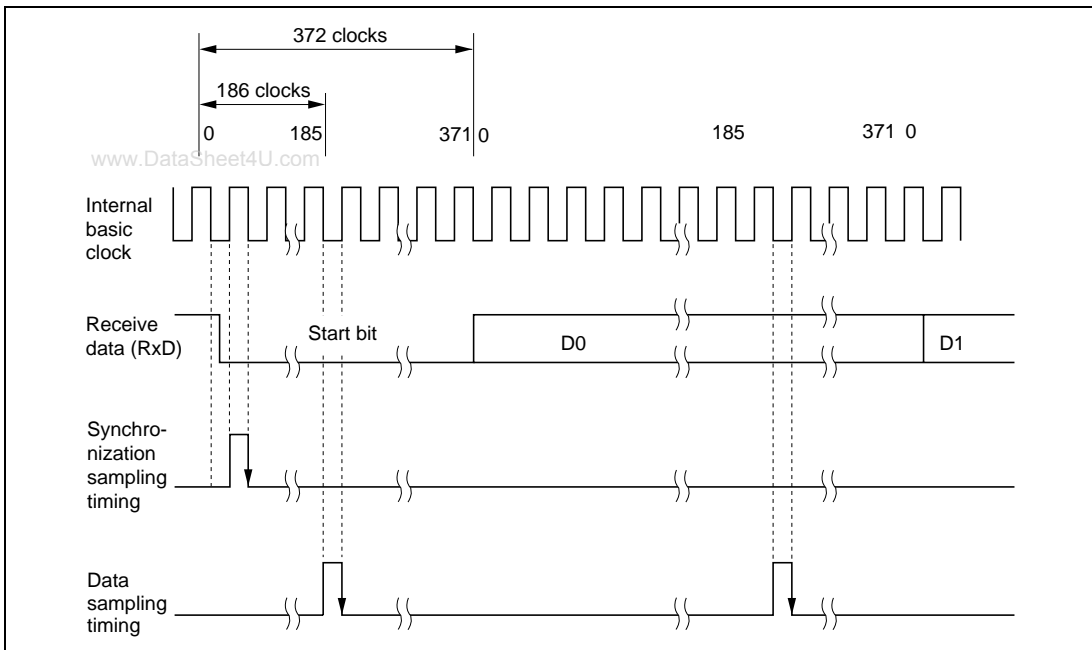 372 clocks
186 clocks
0 185 371 0 185 371 0
www.DataSheet4U.com
Internal
basic
clock
Receive
data (RxD)
Start bit
D0
D1
Synchro-
nization
sampling
timing
Data
sampling
timing